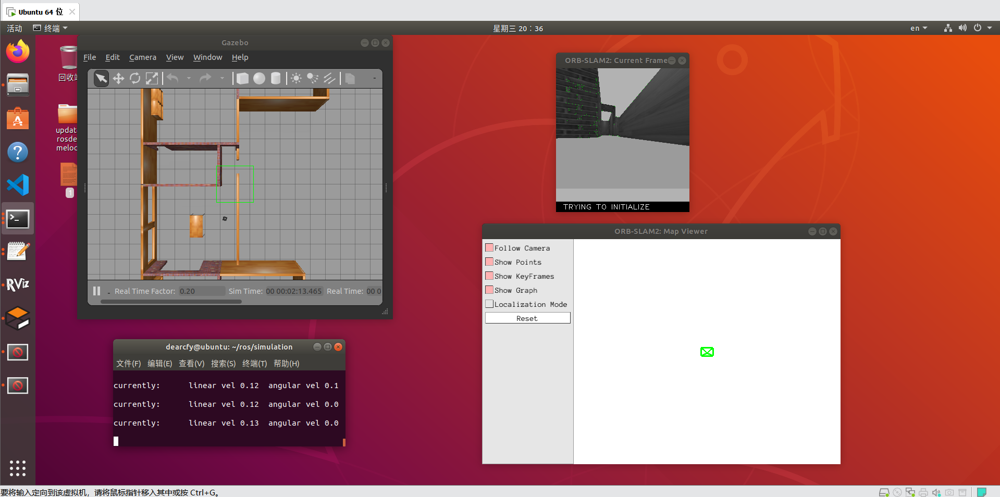 Ubuntu 64 位
活动
终端
星期三 20：36
en
回收站
updat
rosde
meloc
1
RViz
Gazebo
File Edit Camera View Window Help
Real Time Factor: 0.20 Sim Time: 00 00:02:13.465 Real Time: 00 0
ORB-SLAM2: Current Frame
TRYING TO INITIALIZE
ORB-SLAM2: Map Viewer
Follow Camera
Show Points
Show KeyFrames
Show Graph
Localization Mode
Reset
dearcfy@ubuntu: ~/ros/simulation
文件(F) 编辑(E) 查看(V) 搜索(S) 终端(T) 帮助(H)
currently: linear vel 0.12 angular vel 0.1
currently: linear vel 0.12 angular vel 0.0
currently: linear vel 0.13 angular vel 0.0
要将输入定向到该虚拟机，请将鼠标指针移入其中或按 Ctrl+G。